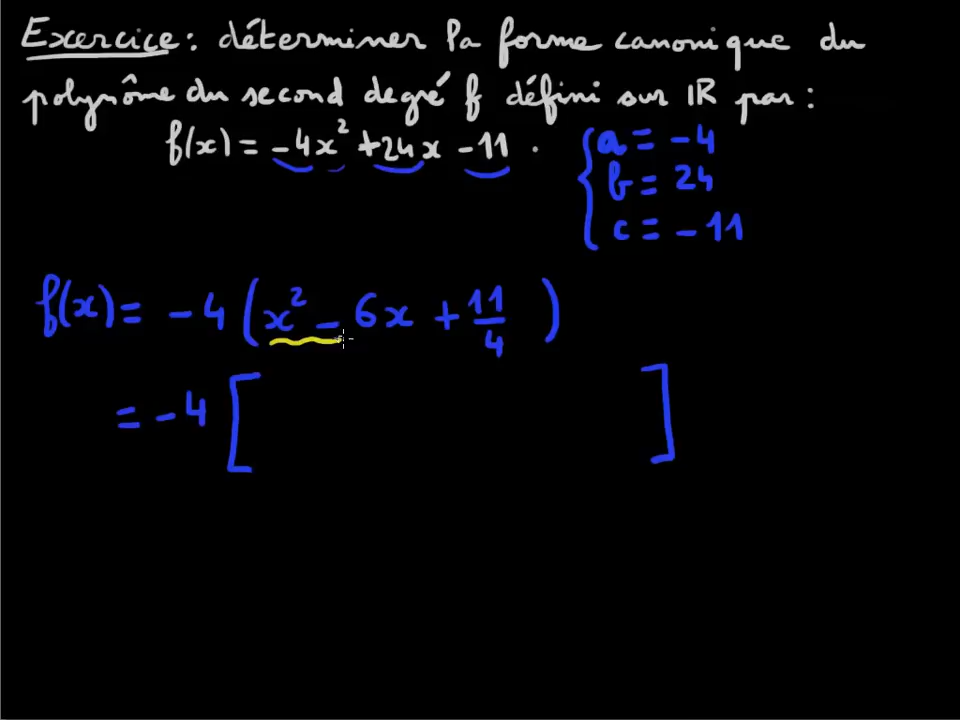 Exercice : déterminer la forme canonique du
polynôme du second degré f défini sur IR par :
f(x) = -4x² +24x -11 .
{ a = -4
b = 24
c = -11
f(x) = -4 ( x² - 6x + 11/4 )
= -4 [ ]